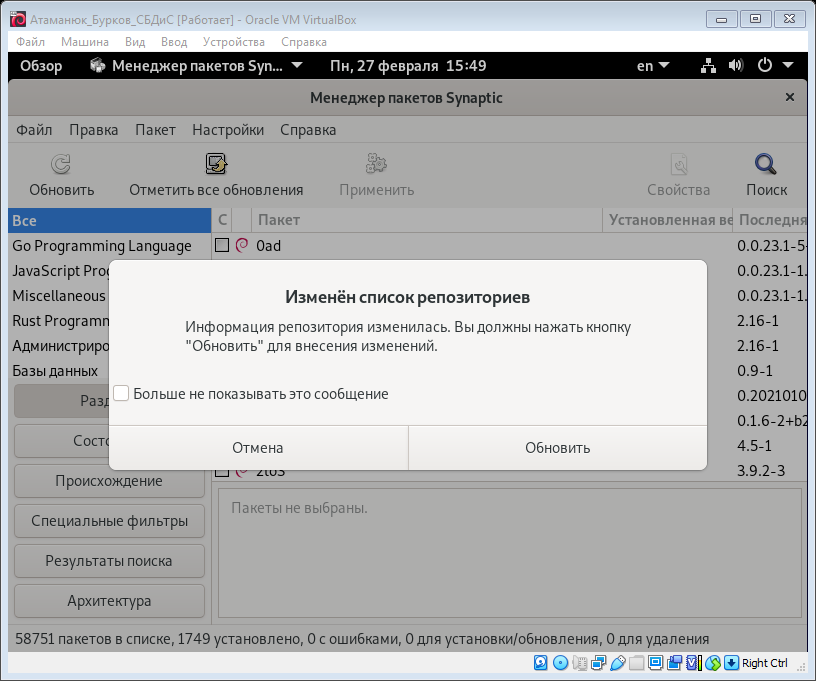 Атаманюк_Бурков_СБДиС [Работает] - Oracle VM VirtualBox
Файл Машина Вид Ввод Устройства Справка
Обзор Менеджер пакетов Syn... Пн, 27 февраля 15:49 en
Менеджер пакетов Synaptic
Файл Правка Пакет Настройки Справка
Обновить Отметить все обновления Применить Свойства Поиск
Все С Пакет Установленная ве Последня
Go Programming Language 0ad 0.0.23.1-5+
JavaScript Pro 0.0.23.1-1.
Miscellaneous 0.0.23.1-1.
Rust Program 2.16-1
Администриро 2.16-1
Базы данных 0.9-1
Изменён список репозиториев
Информация репозитория изменилась. Вы должны нажать кнопку
"Обновить" для внесения изменений.
Больше не показывать это сообщение
Отмена Обновить
Разд 0.2021010
0.1.6-2+b2
Состо 4.5-1
2to3 3.9.2-3
Происхождение
Специальные фильтры
Результаты поиска
Архитектура
Пакеты не выбраны.
58751 пакетов в списке, 1749 установлено, 0 с ошибками, 0 для установки/обновления, 0 для удаления
Right Ctrl